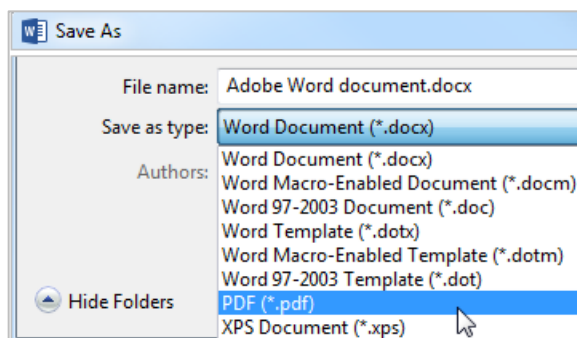 Save As
File name: Adobe Word document.docx
Save as type: Word Document (*.docx)
Authors:
Word Document (*.docx)
Word Macro-Enabled Document (*.docm)
Word 97-2003 Document (*.doc)
Word Template (*.dotx)
Word Macro-Enabled Template (*.dotm)
Word 97-2003 Template (*.dot)
Hide Folders
PDF (*.pdf)
XPS Document (*.xps)